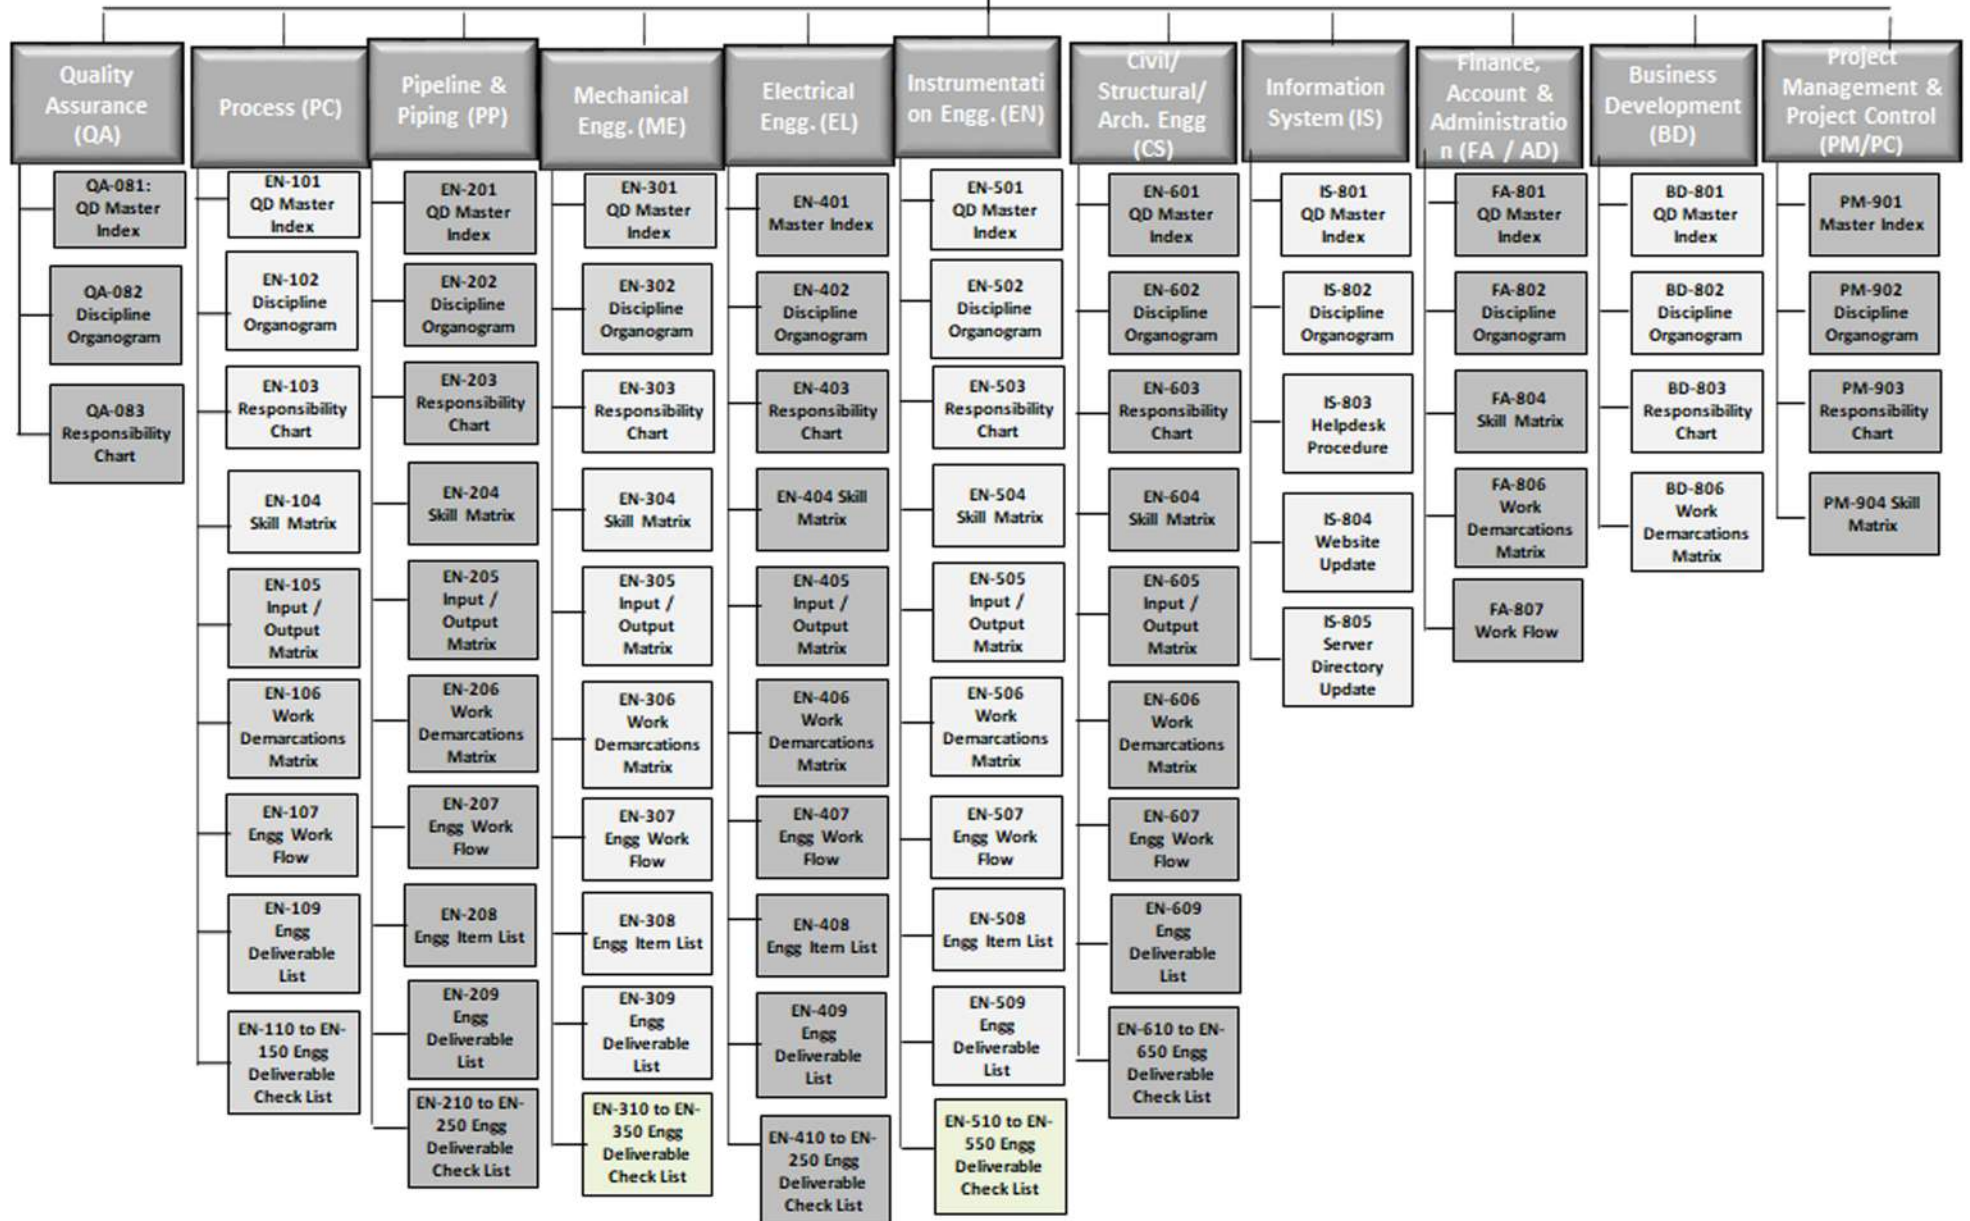 Quality
Assurance
(QA)
QA-081:
QD Master
Index
QA-082
Discipline
Organogram
QA-083
Responsibility
Chart
Process (PC)
EN-101
QD Master
Index
EN-102
Discipline
Organogram
EN-103
Responsibility
Chart
EN-104
Skill Matrix
EN-105
Input /
Output
Matrix
EN-106
Work
Demarcations
Matrix
EN-107
Engg Work
Flow
EN-109
Engg
Deliverable
List
EN-110 to EN-
150 Engg
Deliverable
Check List
Pipeline &
Piping (PP)
EN-201
QD Master
Index
EN-202
Discipline
Organogram
EN-203
Responsibility
Chart
EN-204
Skill Matrix
EN-205
Input /
Output
Matrix
EN-206
Work
Demarcations
Matrix
EN-207
Engg Work
Flow
EN-208
Engg Item List
EN-209
Engg
Deliverable
List
EN-210 to EN-
250 Engg
Deliverable
Check List
Mechanical
Engg. (ME)
EN-301
QD Master
Index
EN-302
Discipline
Organogram
EN-303
Responsibility
Chart
EN-304
Skill Matrix
EN-305
Input /
Output
Matrix
EN-306
Work
Demarcations
Matrix
EN-307
Engg Work
Flow
EN-308
Engg Item List
EN-309
Engg
Deliverable
List
EN-310 to EN-
350 Engg
Deliverable
Check List
Electrical
Engg. (EL)
EN-401
Master Index
EN-402
Discipline
Organogram
EN-403
Responsibility
Chart
EN-404 Skill
Matrix
EN-405
Input /
Output
Matrix
EN-406
Work
Demarcations
Matrix
EN-407
Engg Work
Flow
EN-408
Engg Item List
EN-409
Engg
Deliverable
List
EN-410 to EN-
250 Engg
Deliverable
Check List
Instrumentati
on Engg. (EN)
EN-501
QD Master
Index
EN-502
Discipline
Organogram
EN-503
Responsibility
Chart
EN-504
Skill Matrix
EN-505
Input /
Output
Matrix
EN-506
Work
Demarcations
Matrix
EN-507
Engg Work
Flow
EN-508
Engg Item List
EN-509
Engg
Deliverable
List
EN-510 to EN-
550 Engg
Deliverable
Check List
Civil/
Structural/
Arch. Engg
(CS)
EN-601
QD Master
Index
EN-602
Discipline
Organogram
EN-603
Responsibility
Chart
EN-604
Skill Matrix
EN-605
Input /
Output
Matrix
EN-606
Work
Demarcations
Matrix
EN-607
Engg Work
Flow
EN-609
Engg
Deliverable
List
EN-610 to EN-
650 Engg
Deliverable
Check List
Information
System (IS)
IS-801
QD Master
Index
IS-802
Discipline
Organogram
IS-803
Helpdesk
Procedure
IS-804
Website
Update
IS-805
Server
Directory
Update
Finance,
Account &
Administratio
n (FA / AD)
FA-801
QD Master
Index
FA-802
Discipline
Organogram
FA-804
Skill Matrix
FA-806
Work
Demarcations
Matrix
FA-807
Work Flow
Business
Development
(BD)
BD-801
QD Master
Index
BD-802
Discipline
Organogram
BD-803
Responsibility
Chart
BD-806
Work
Demarcations
Matrix
Project
Management &
Project Control
(PM/PC)
PM-901
Master Index
PM-902
Discipline
Organogram
PM-903
Responsibility
Chart
PM-904 Skill
Matrix